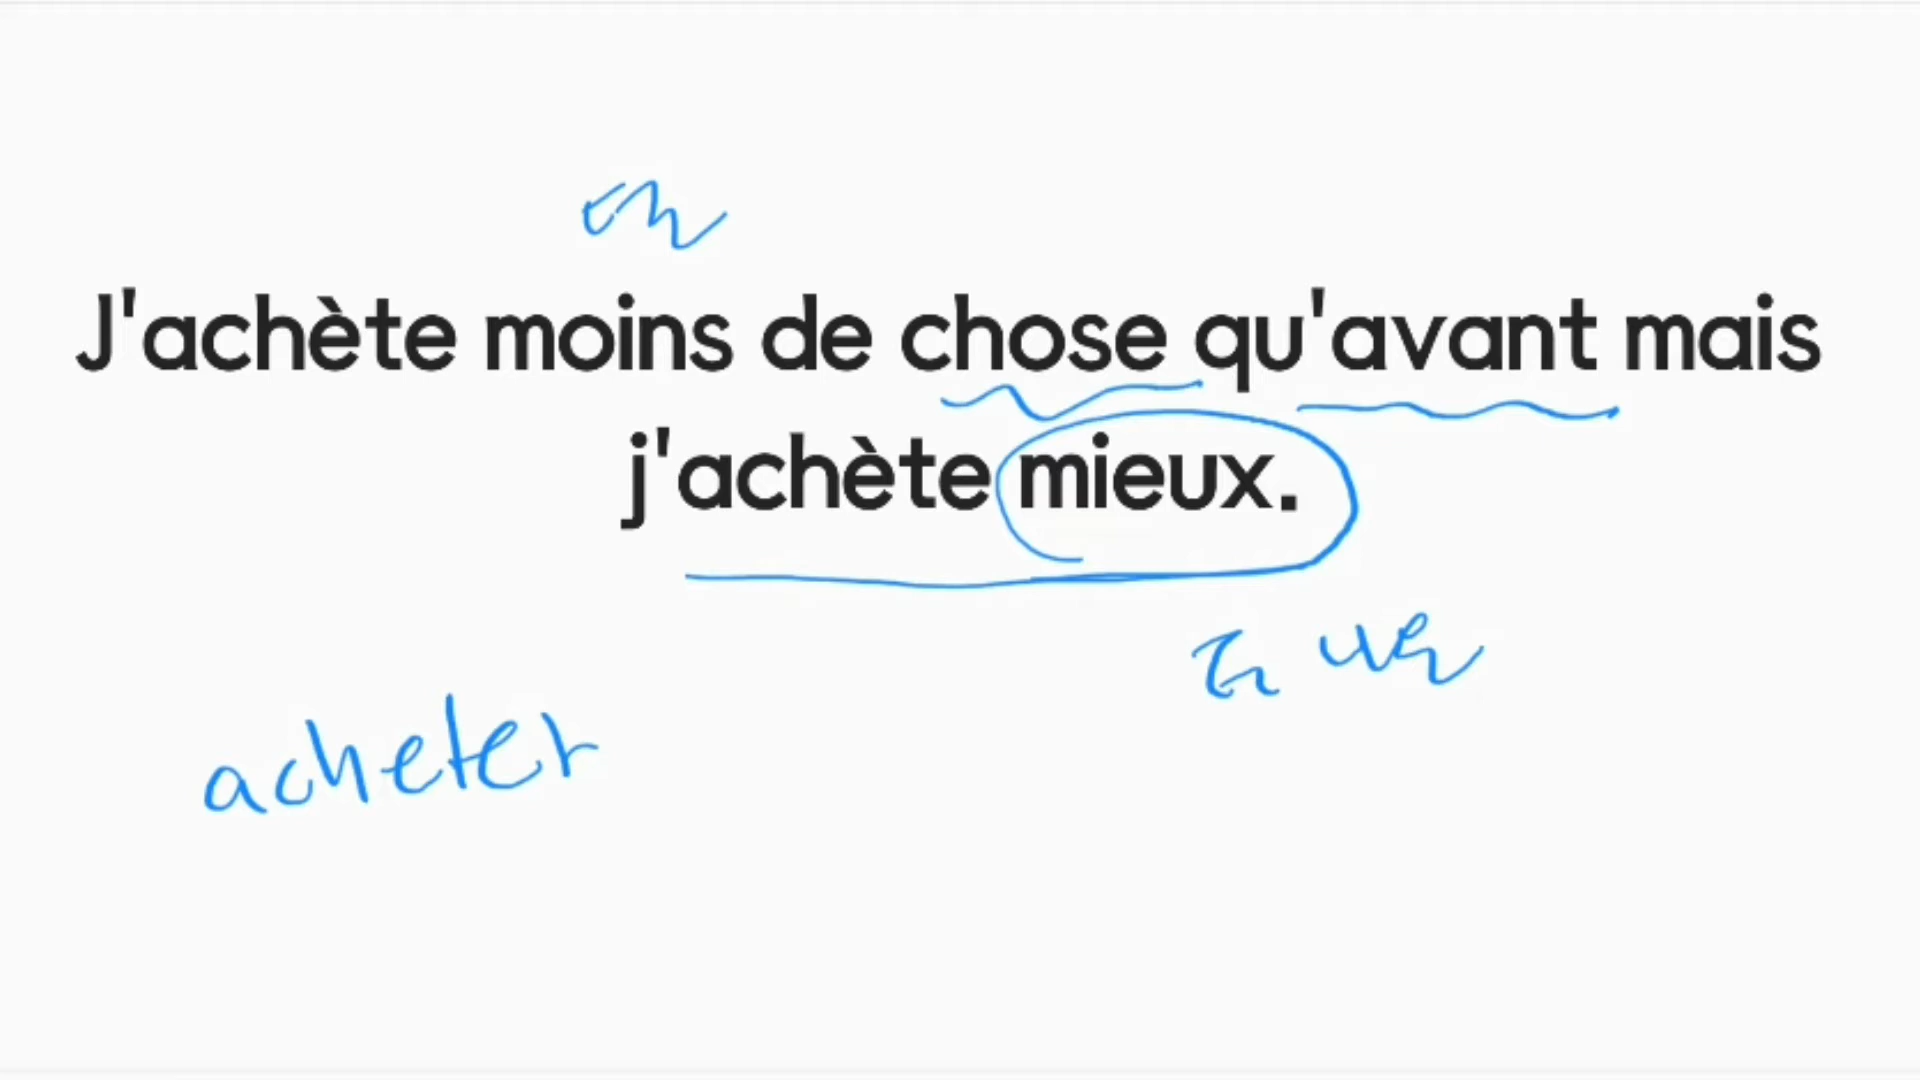 J'achète moins de chose qu'avant mais
j'achète mieux.
acheter